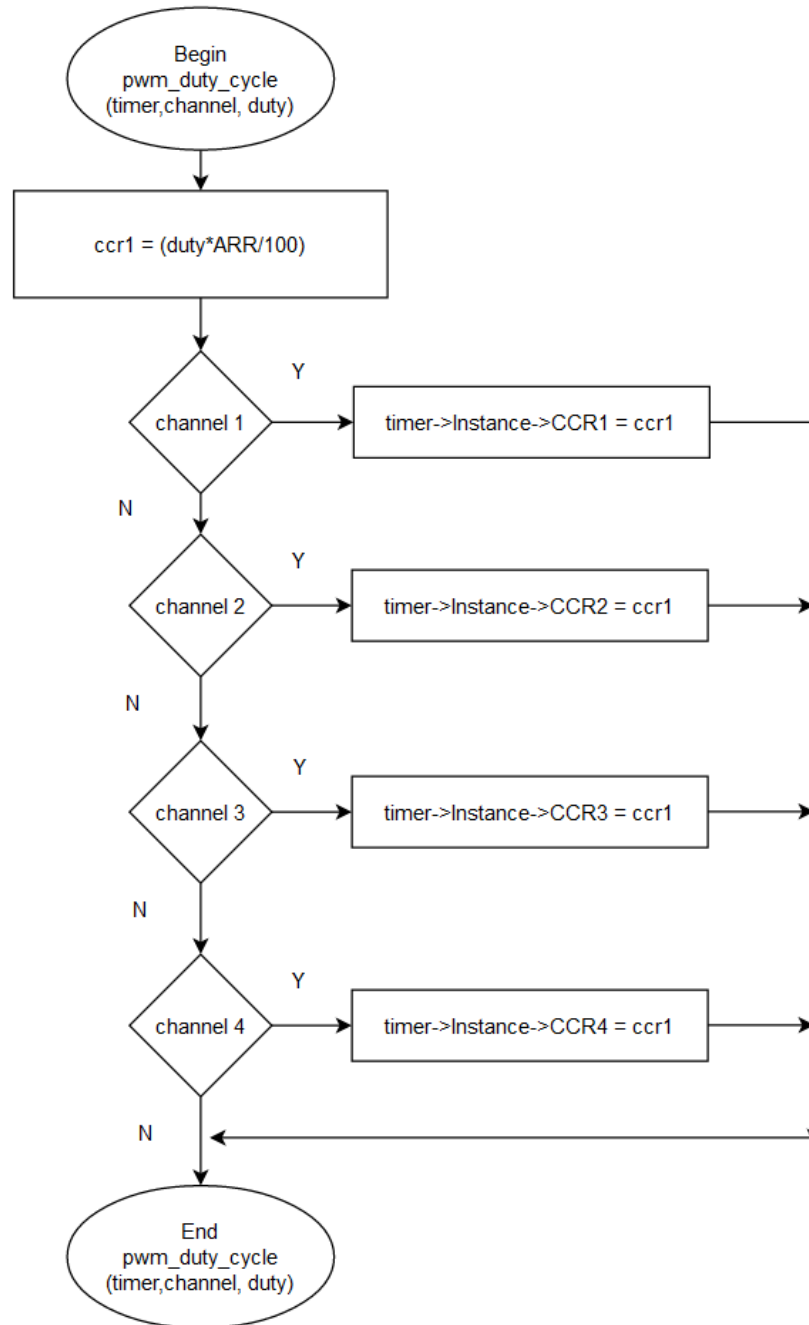 Begin
pwm_duty_cycle
(timer,channel, duty)
ccr1 = (duty*ARR/100)
channel 1
Y
timer->Instance->CCR1 = ccr1
N
channel 2
Y
timer->Instance->CCR2 = ccr1
N
channel 3
Y
timer->Instance->CCR3 = ccr1
N
channel 4
Y
timer->Instance->CCR4 = ccr1
N
End
pwm_duty_cycle
(timer,channel, duty)